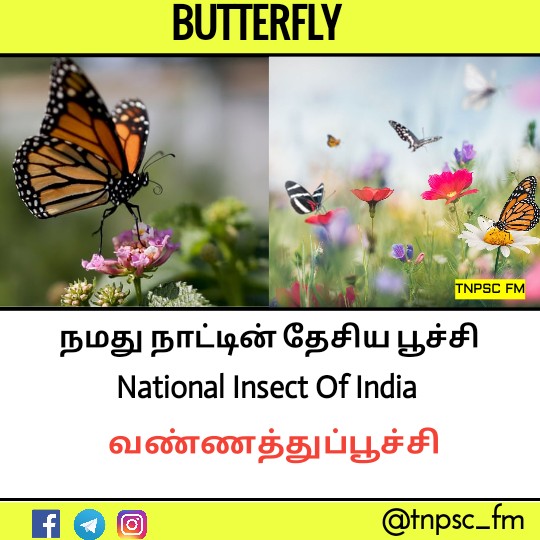 BUTTERFLY
TNPSC FM
நமது நாட்டின் தேசிய பூச்சி
National Insect Of India
வண்ணத்துப்பூச்சி
@tnpsc_fm